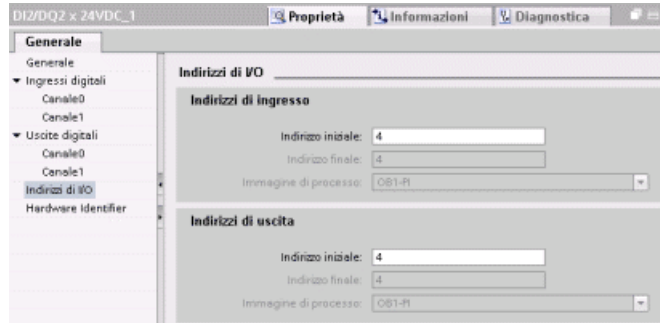 DI2/DQ2 x 24VDC_1
Proprietà
Informazioni
Diagnostica
Generale
Generale
Ingressi digitali
Canale0
Canale1
Uscite digitali
Canale0
Canale1
Indirizzi di I/O
Hardware Identifier
Indirizzi di I/O
Indirizzi di ingresso
Indirizzo iniziale: 4
Indirizzo finale: 4
Immagine di processo: OB1-PI
Indirizzi di uscita
Indirizzo iniziale: 4
Indirizzo finale: 4
Immagine di processo: OB1-PI